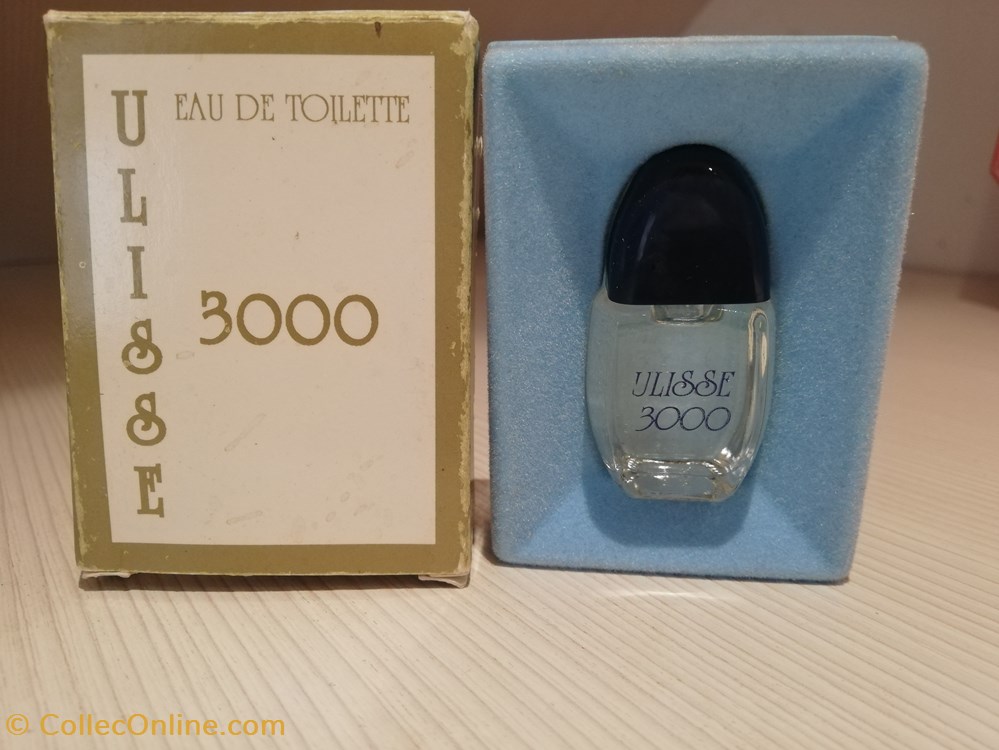 ULISSE
EAU DE TOILETTE
3000
ULISSE
3000
© CollecOnline.com